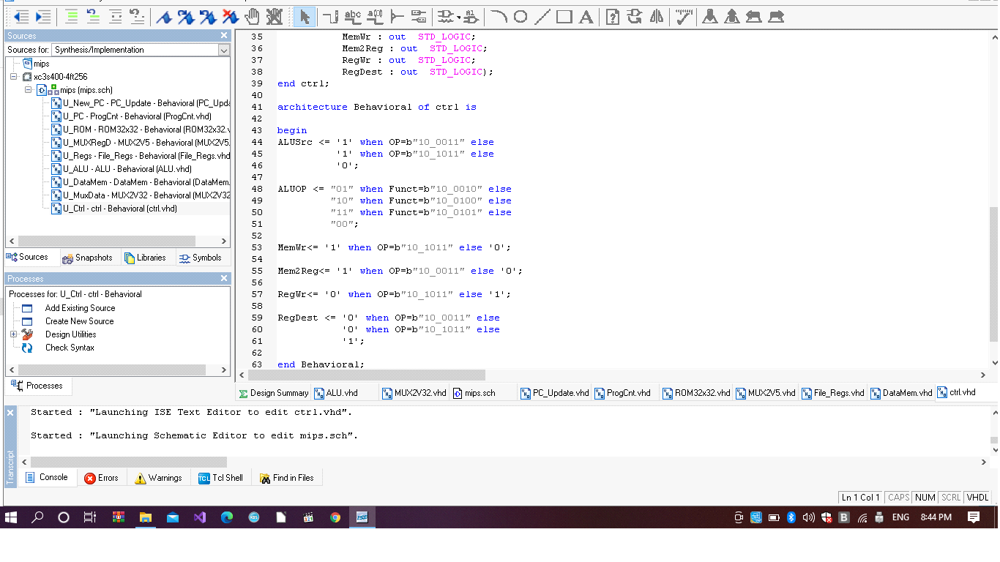 Sources
Sources for: Synthesis/Implementation
mips
xc3s400-4ft256
mips (mips.sch)
U_New_PC - PC_Update - Behavioral (PC_Upda
U_PC - ProgCnt - Behavioral (ProgCnt.vhd)
U_ROM - ROM32x32 - Behavioral (ROM32x32.v
U_MUXRegD - MUX2V5 - Behavioral (MUX2V5.
U_Regs - File_Regs - Behavioral (File_Regs.vhd
U_ALU - ALU - Behavioral (ALU.vhd)
U_DataMem - DataMem - Behavioral (DataMem.
U_MuxData - MUX2V32 - Behavioral (MUX2V32
U_Ctrl - ctrl - Behavioral (ctrl.vhd)
Sources Snapshots Libraries Symbols
Processes
Processes for: U_Ctrl - ctrl - Behavioral
Add Existing Source
Create New Source
Design Utilities
Check Syntax
Processes
35 MemWr : out STD_LOGIC;
36 Mem2Reg : out STD_LOGIC;
37 RegWr : out STD_LOGIC;
38 RegDest : out STD_LOGIC);
39 end ctrl;
40
41 architecture Behavioral of ctrl is
42
43 begin
44 ALUSrc <= '1' when OP=b"10_0011" else
45 '1' when OP=b"10_1011" else
46 '0';
47
48 ALUOP <= "01" when Funct=b"10_0010" else
49 "10" when Funct=b"10_0100" else
50 "11" when Funct=b"10_0101" else
51 "00";
52
53 MemWr<= '1' when OP=b"10_1011" else '0';
54
55 Mem2Reg<= '1' when OP=b"10_0011" else '0';
56
57 RegWr<= '0' when OP=b"10_1011" else '1';
58
59 RegDest <= '0' when OP=b"10_0011" else
60 '0' when OP=b"10_1011" else
61 '1';
62
63 end Behavioral;
Design Summary ALU.vhd MUX2V32.vhd mips.sch PC_Update.vhd ProgCnt.vhd ROM32x32.vhd MUX2V5.vhd File_Regs.vhd DataMem.vhd ctrl.vhd
Started : "Launching ISE Text Editor to edit ctrl.vhd".
Started : "Launching Schematic Editor to edit mips.sch".
Transcript
Console Errors Warnings Tcl Shell Find in Files
Ln 1 Col 1 CAPS NUM SCRL VHDL
ENG 8:44 PM